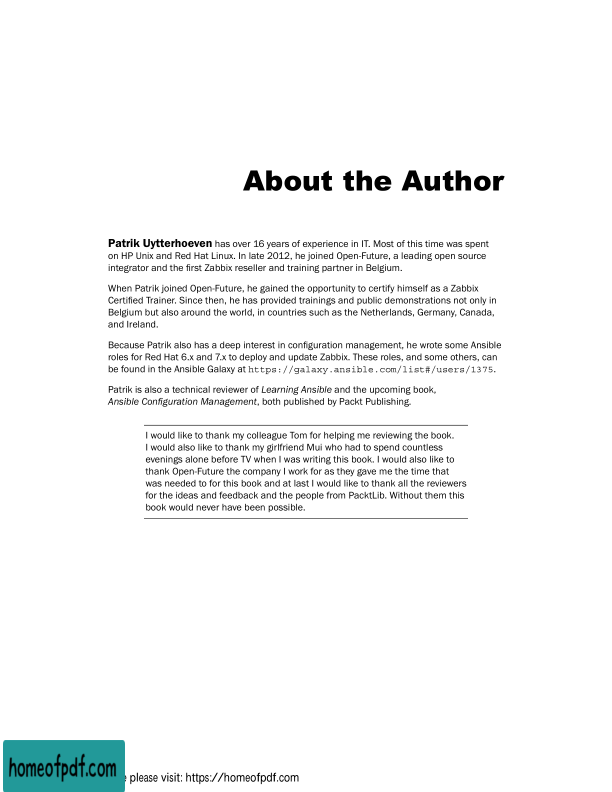 About the Author
Patrik Uytterhoeven has over 16 years of experience in IT. Most of this time was spent
on HP Unix and Red Hat Linux. In late 2012, he joined Open-Future, a leading open source
integrator and the first Zabbix reseller and training partner in Belgium.
When Patrik joined Open-Future, he gained the opportunity to certify himself as a Zabbix
Certified Trainer. Since then, he has provided trainings and public demonstrations not only in
Belgium but also around the world, in countries such as the Netherlands, Germany, Canada,
and Ireland.
Because Patrik also has a deep interest in configuration management, he wrote some Ansible
roles for Red Hat 6.x and 7.x to deploy and update Zabbix. These roles, and some others, can
be found in the Ansible Galaxy at https://galaxy.ansible.com/list#/users/1375.
Patrik is also a technical reviewer of Learning Ansible and the upcoming book,
Ansible Configuration Management, both published by Packt Publishing.
I would like to thank my colleague Tom for helping me reviewing the book.
I would also like to thank my girlfriend Mui who had to spend countless
evenings alone before TV when I was writing this book. I would also like to
thank Open-Future the company I work for as they gave me the time that
was needed to for this book and at last I would like to thank all the reviewers
for the ideas and feedback and the people from PacktLib. Without them this
book would never have been possible.
homeofpdf.com
please visit: https://homeofpdf.com